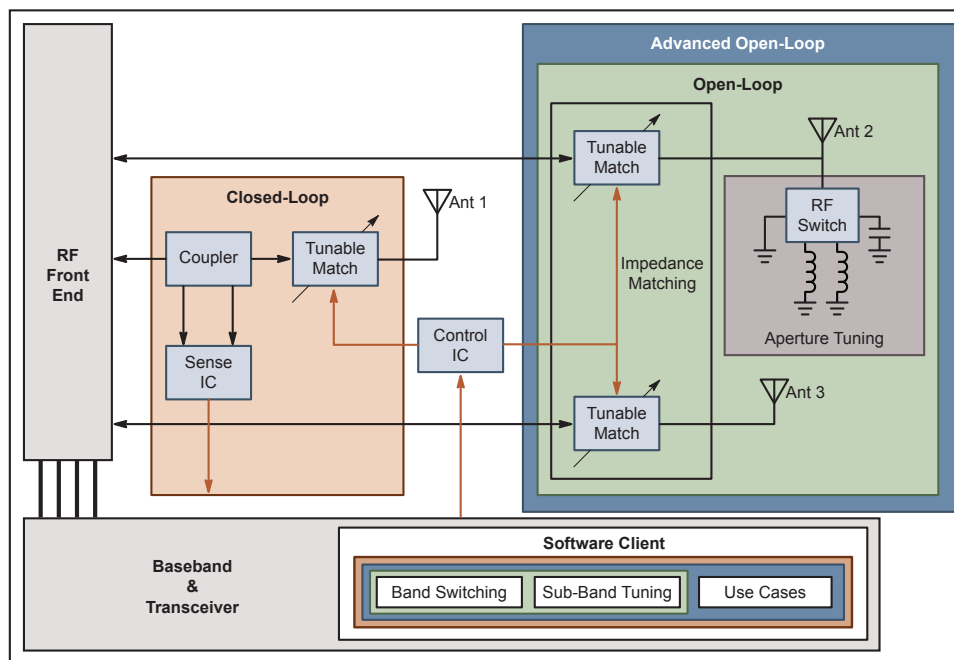 Advanced Open-Loop
Open-Loop
Tunable
Match
Ant 2
RF
Switch
Closed-Loop
Ant 1
RF
Front
End
Coupler
Tunable
Match
Impedance
Matching
Aperture Tuning
Control
IC
Sense
IC
Tunable
Match
Ant 3
Software Client
Baseband
&
Transceiver
Band Switching
Sub-Band Tuning
Use Cases